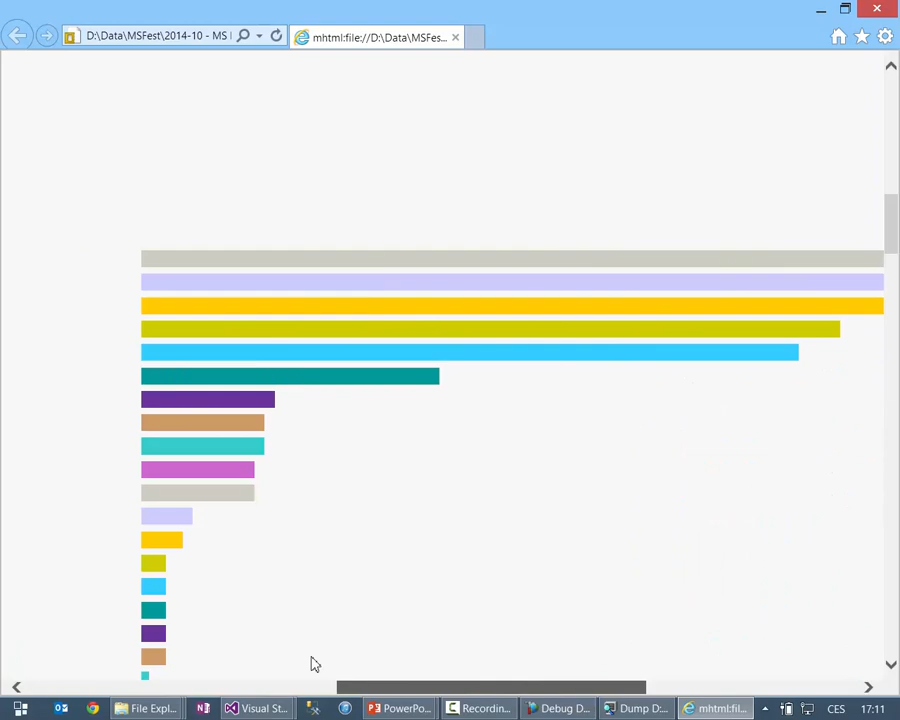 D:\Data\MSFest\2014-10 - MS I
mhtml:file://D:\Data\MSFes...
File Expl...
Visual St...
PowerPo...
Recording...
Debug D...
Dump D:...
mhtml:fil...
CES
17:11